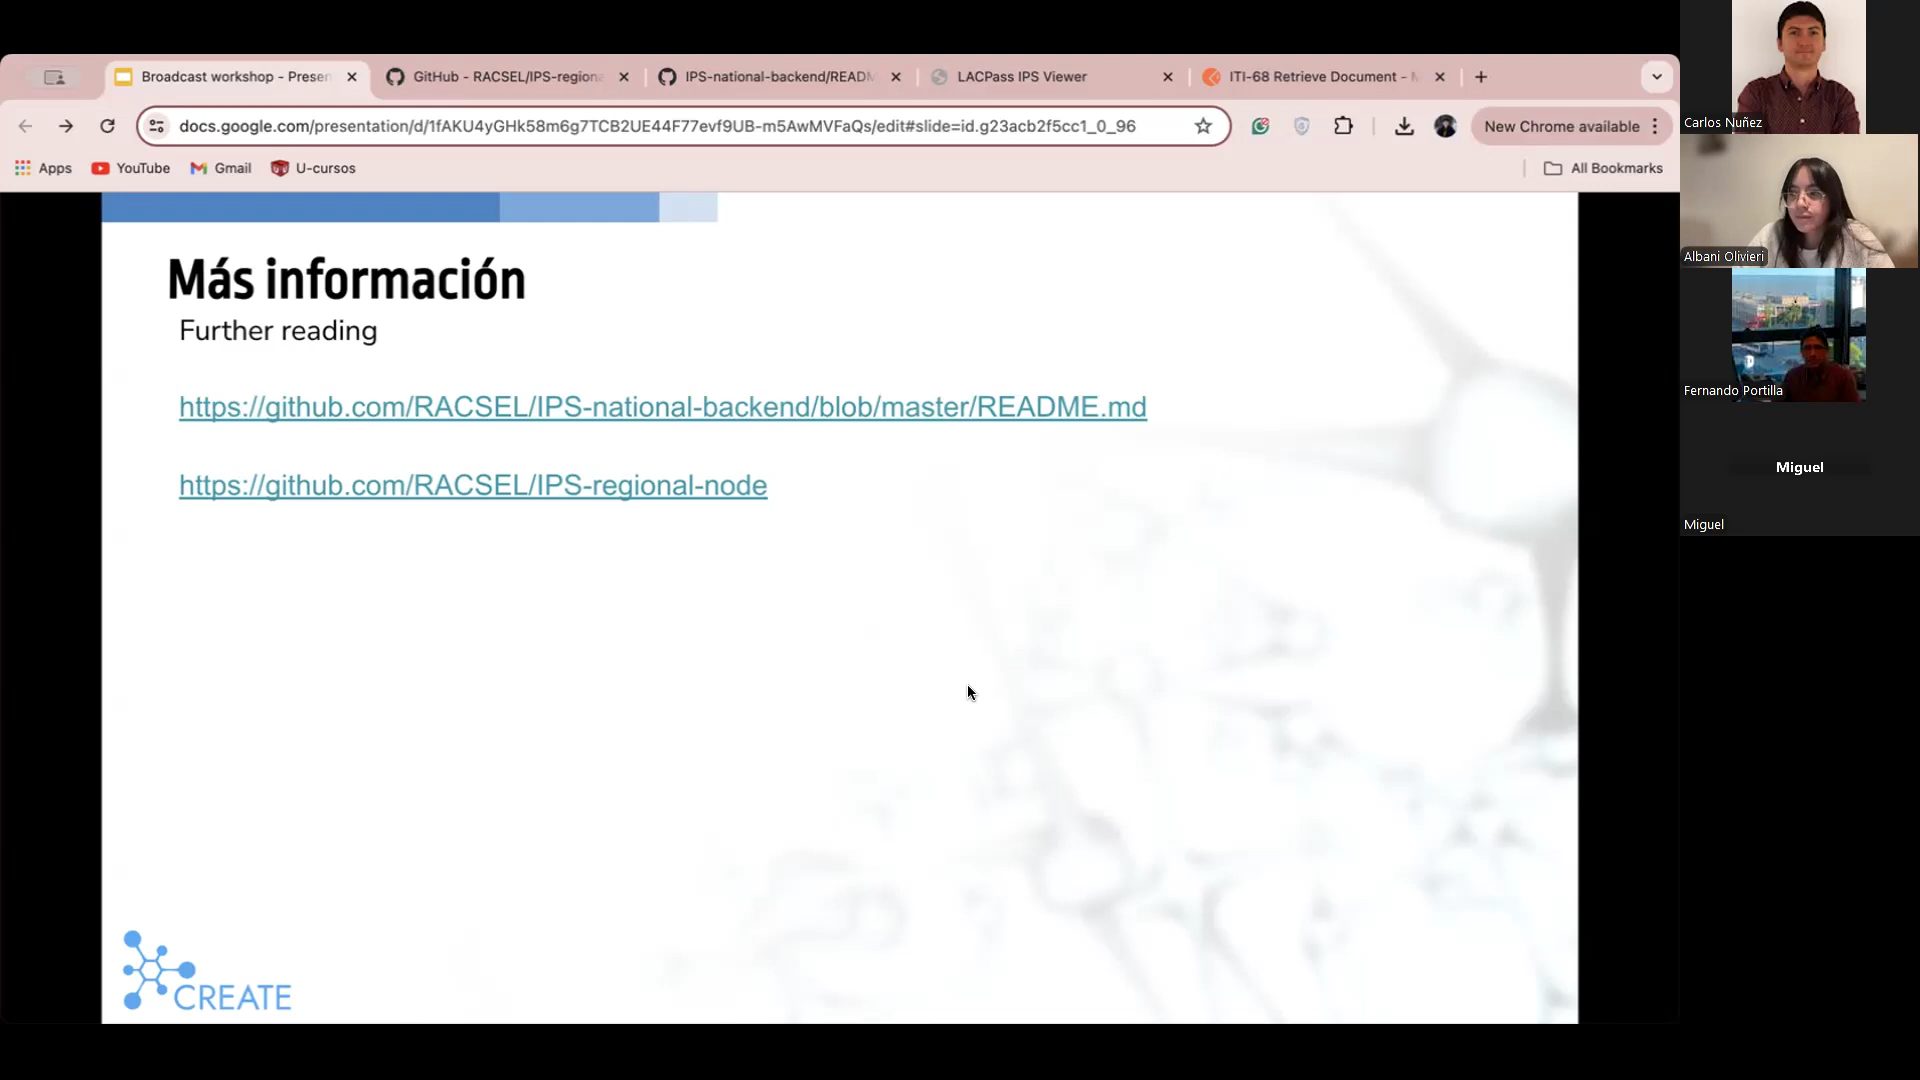 Broadcast workshop - Presen
GitHub - RACSEL/IPS-regiona
IPS-national-backend/READM
LACPass IPS Viewer
ITI-68 Retrieve Document -
docs.google.com/presentation/d/1fAKU4yGHk58m6g7TCB2UE44F77evf9UB-m5AwMVFaQs/edit#slide=id.g23acb2f5cc1_0_96
New Chrome available
Apps
YouTube
Gmail
U-cursos
All Bookmarks
Más información
Further reading
https://github.com/RACSEL/IPS-national-backend/blob/master/README.md
https://github.com/RACSEL/IPS-regional-node
CREATE
Carlos Nuñez
Albani Olivieri
Fernando Portilla
Miguel
Miguel